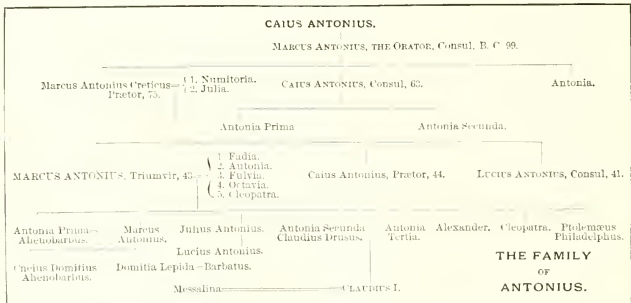 CAIUS ANTONIUS.
MARCUS ANTONIUS, THE ORATOR, Consul, B. C. 99.
Marcus Antonius Creticus= { 1. Numitoria. CAIUS ANTONIUS, Consul, 63. Antonia.
Prætor, 75. { 2. Julia.
Antonia Prima Antonia Secunda.
1 Fadia.
2. Antonia.
MARCUS ANTONIUS, Triumvir, 43= 3. Fulvia. Caius Antonius, Prætor, 44. LUCIUS ANTONIUS, Consul, 41.
4. Octavia.
5. Cleopatra.
Antonia Prima= Marcus Julius Antonius. Antonia Secunda Antonia Alexander. Cleopatra. Ptolemæus
Ahenobarbus. Antonius. Claudius Drusus. Tertia. Philadelphus.
Lucius Antonius.
Cneius Domitius Domitia Lepida=Barbatus.
Ahenobarbus.
Messalina=CLAUDIUS I.
THE FAMILY
OF
ANTONIUS.